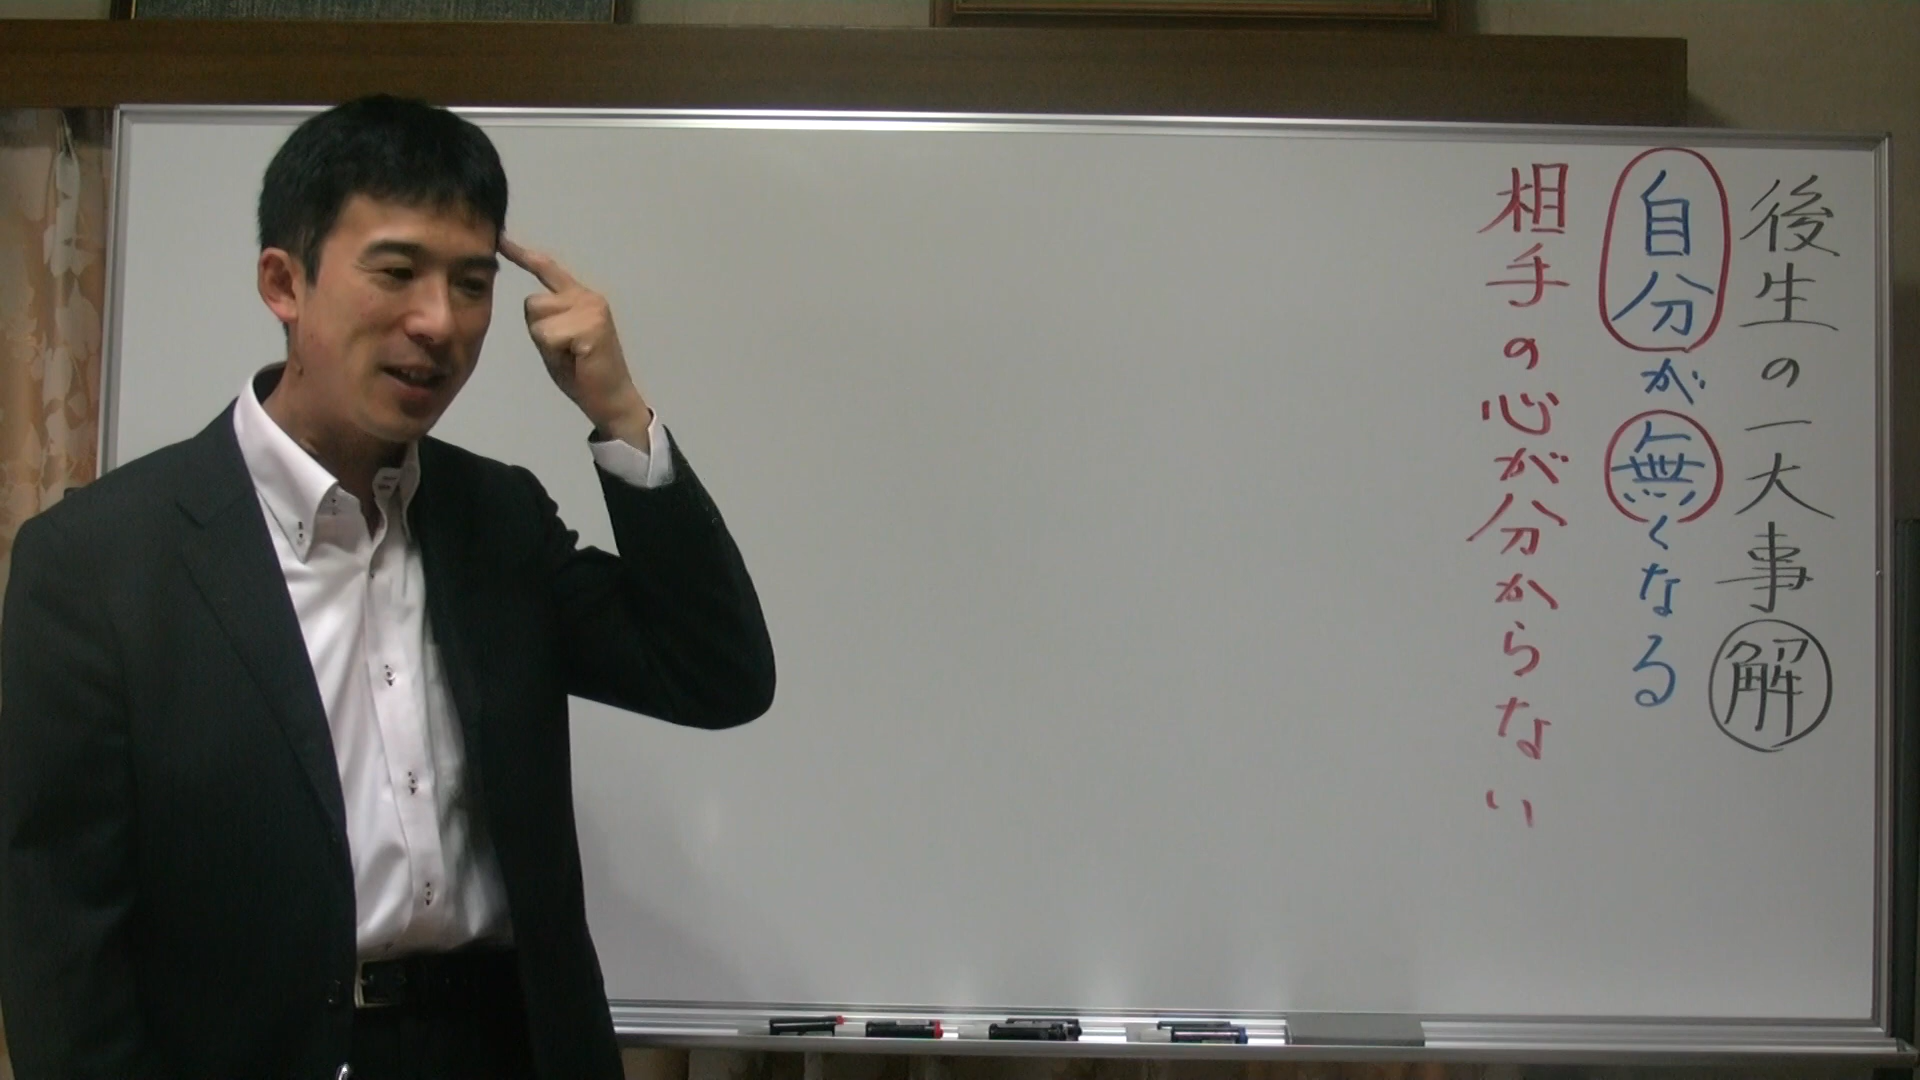 後生の一大事解
自分が無くなる
相手の心が分からない